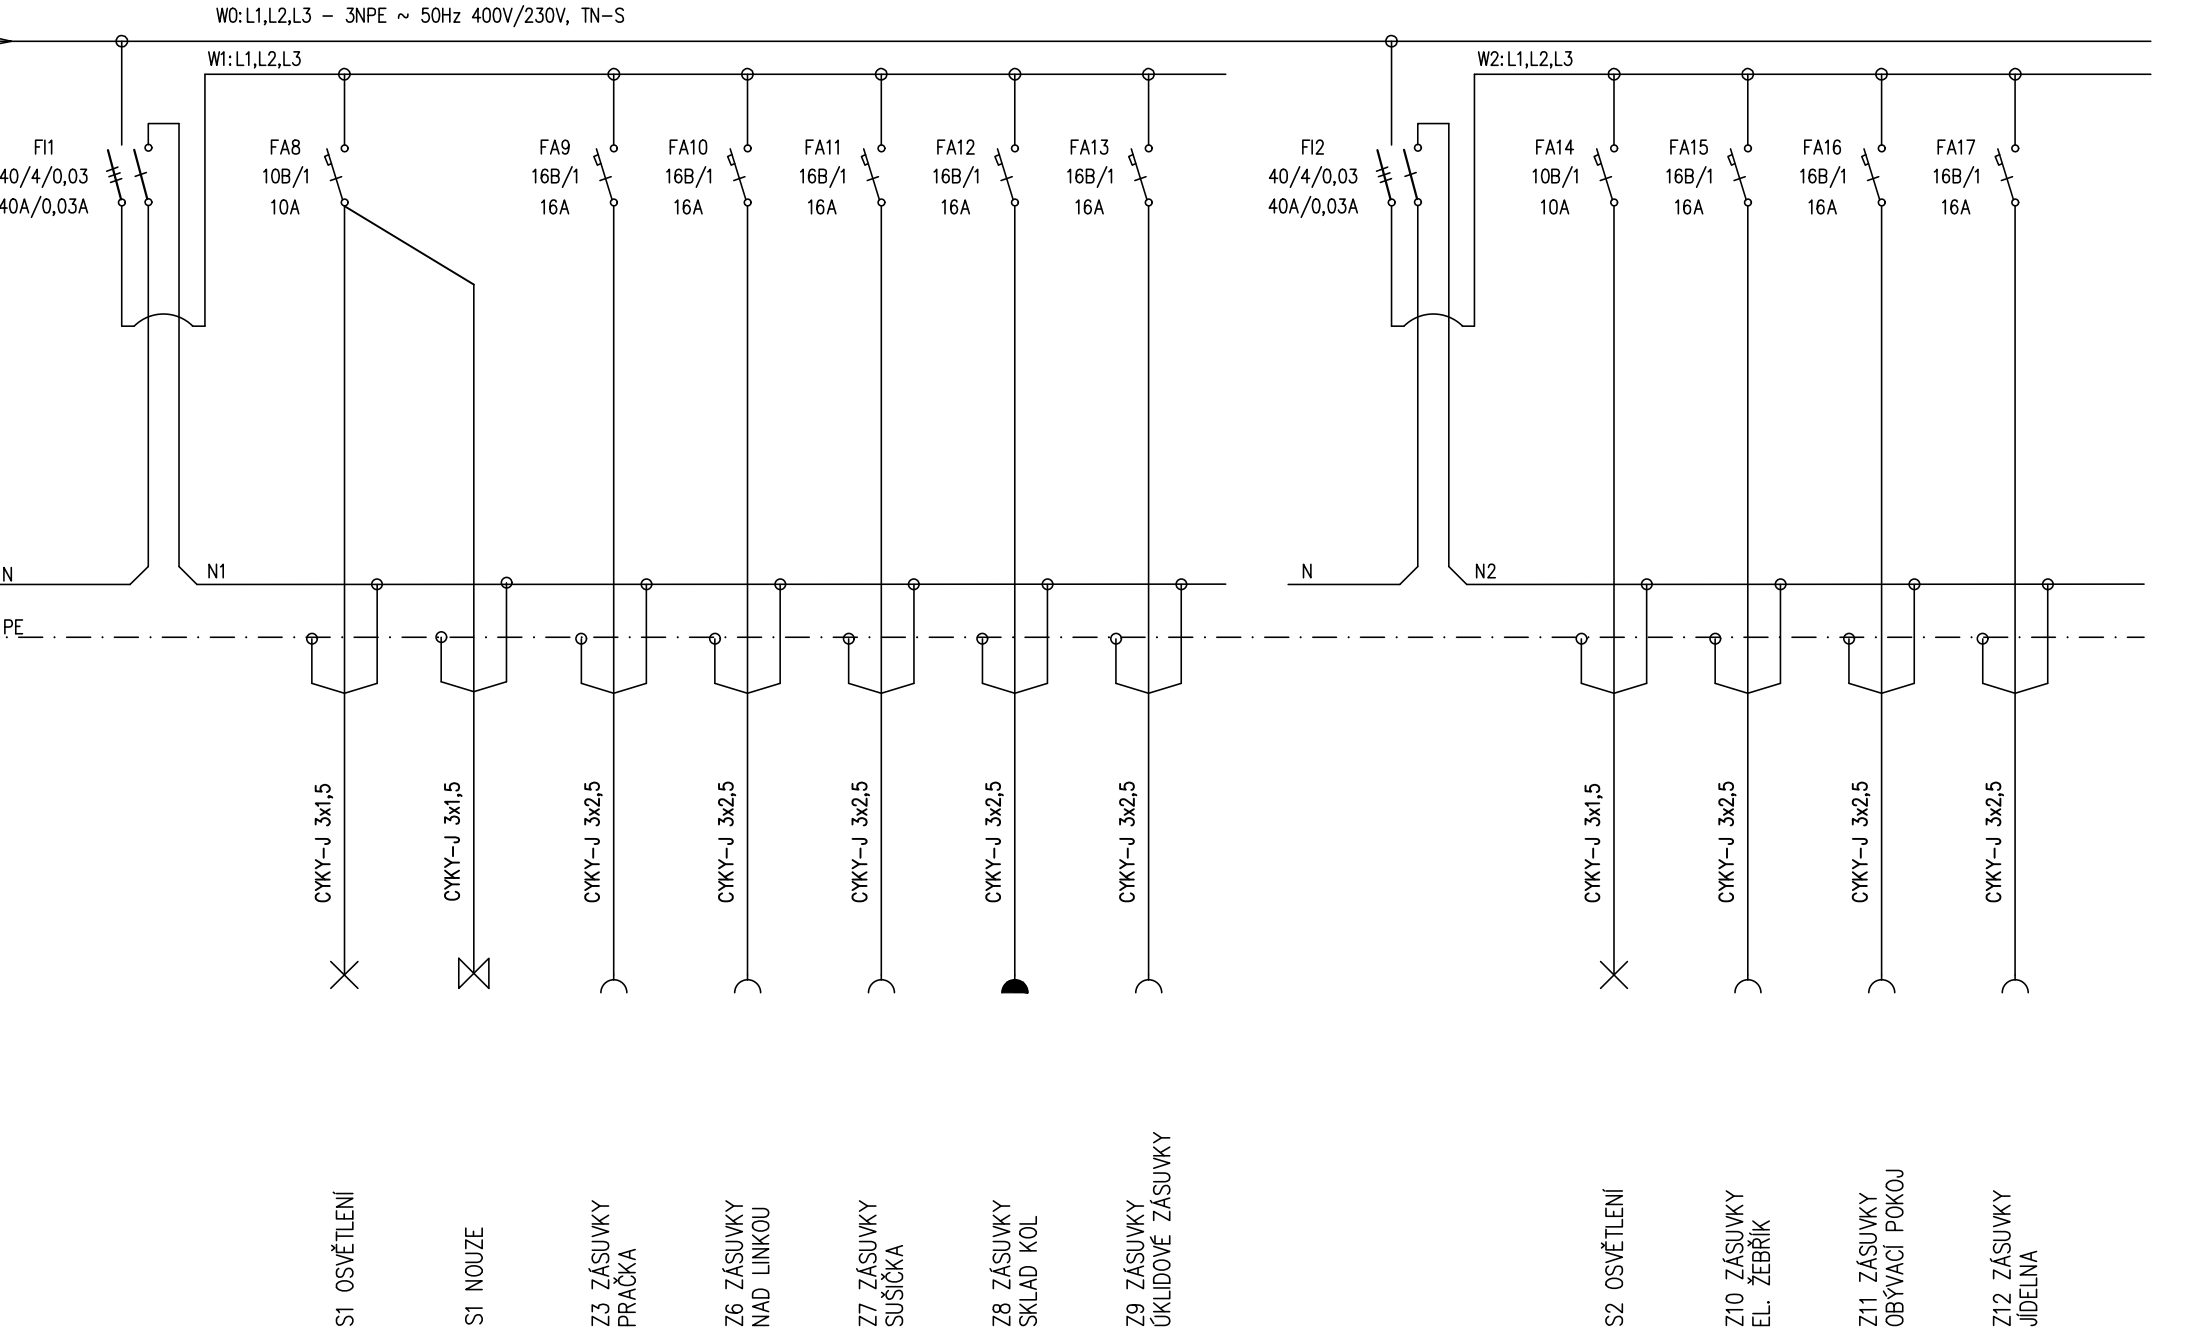 W0:L1,L2,L3 – 3NPE ~ 50Hz 400V/230V, TN–S
W1:L1,L2,L3
W2:L1,L2,L3
FI1
40/4/0,03
40A/0,03A
FA8
10B/1
10A
FA9
16B/1
16A
FA10
16B/1
16A
FA11
16B/1
16A
FA12
16B/1
16A
FA13
16B/1
16A
FI2
40/4/0,03
40A/0,03A
FA14
10B/1
10A
FA15
16B/1
16A
FA16
16B/1
16A
FA17
16B/1
16A
N
N1
N
N2
PE
CYKY–J 3x1,5
CYKY–J 3x1,5
CYKY–J 3x2,5
CYKY–J 3x2,5
CYKY–J 3x2,5
CYKY–J 3x2,5
CYKY–J 3x2,5
CYKY–J 3x1,5
CYKY–J 3x2,5
CYKY–J 3x2,5
CYKY–J 3x2,5
S1 OSVĚTLENÍ
S1 NOUZE
Z3 ZÁSUVKY
PRAČKA
Z6 ZÁSUVKY
NAD LINKOU
Z7 ZÁSUVKY
SUŠIČKA
Z8 ZÁSUVKY
SKLAD KOL
Z9 ZÁSUVKY
ÚKLIDOVÉ ZÁSUVKY
S2 OSVĚTLENÍ
Z10 ZÁSUVKY
EL. ŽEBŘÍK
Z11 ZÁSUVKY
OBÝVACÍ POKOJ
Z12 ZÁSUVKY
JÍDELNA